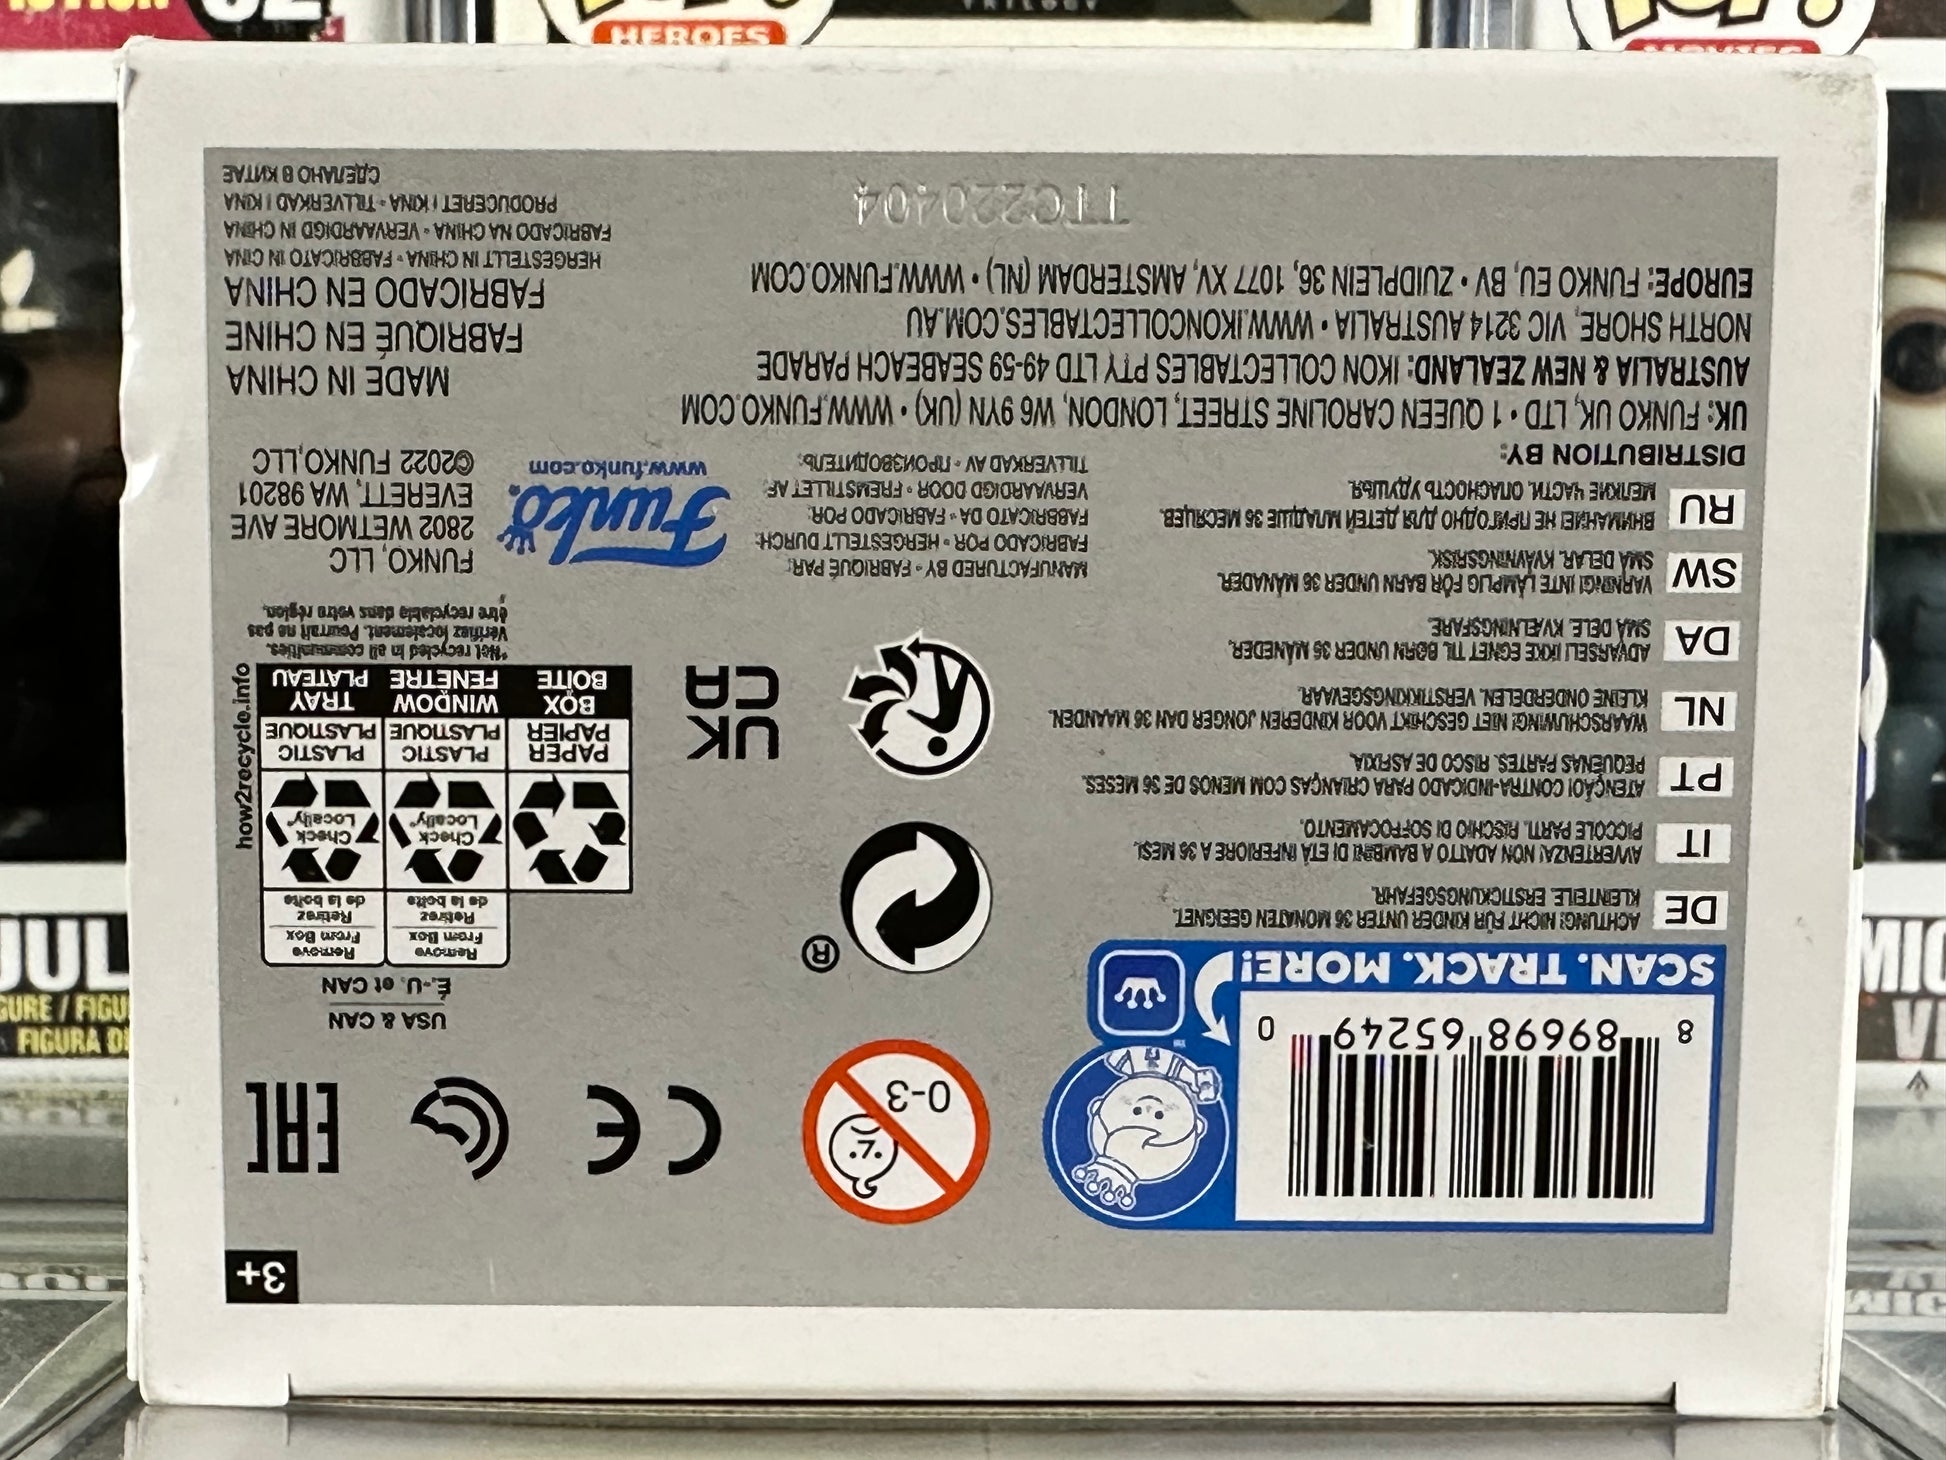 HEROES
TRILOGY
3+
8 89698 65249 0
SCAN. TRACK. MORE!
0-3
CE
EAC
USA & CAN
É.-U. et CAN
Remove
From Box
Retirez
de la boîte
Remove
From Box
Retirez
de la boîte
Check
Locally*
Check
Locally*
PAPER
PAPIER
PLASTIC
PLASTIQUE
PLASTIC
PLASTIQUE
BOX
BOÎTE
WINDOW
FENÊTRE
TRAY
PLATEAU
how2recycle.info
*Not recycled in all communities.
Vérifiez localement. Pourrait ne pas
être recyclable dans votre région.
®
UK
CA
DE
ACHTUNG! NICHT FÜR KINDER UNTER 36 MONATEN GEEIGNET.
KLEINTEILE. ERSTICKUNGSGEFAHR.
IT
AVVERTENZA! NON ADATTO A BAMBINI DI ETÀ INFERIORE A 36 MESI.
PICCOLE PARTI. RISCHIO DI SOFFOCAMENTO.
PT
ATENÇÃO! CONTRA-INDICADO PARA CRIANÇAS COM MENOS DE 36 MESES.
PEQUENAS PARTES. RISCO DE ASFIXIA.
NL
WAARSCHUWING! NIET GESCHIKT VOOR KINDEREN JONGER DAN 36 MAANDEN.
KLEINE ONDERDELEN. VERSTIKKINGSGEVAAR.
DA
ADVARSEL! IKKE EGNET TIL BØRN UNDER 36 MÅNEDER.
SMÅ DELE. KVÆLNINGSFARE.
SW
VARNING! INTE LÄMPLIG FÖR BARN UNDER 36 MÅNADER.
SMÅ DELAR. KVÄVNINGSRISK.
RU
ВНИМАНИЕ! НЕ ПРИГОДНО ДЛЯ ДЕТЕЙ МЛАДШЕ 36 МЕСЯЦЕВ.
МЕЛКИЕ ЧАСТИ. ОПАСНОСТЬ УДУШЬЯ.
MANUFACTURED BY • FABRIQUÉ PAR:
FABRICADO POR • HERGESTELLT DURCH:
FABBRICATO DA • FABRICADO POR:
VERVAARDIGD DOOR • FREMSTILLET AF
TILLVERKAD AV • ПРОИЗВОДИТЕЛЬ:
Funko®
www.funko.com
FUNKO, LLC
2802 WETMORE AVE
EVERETT, WA 98201
©2022 FUNKO,LLC
DISTRIBUTION BY:
UK: FUNKO UK, LTD • 1 QUEEN CAROLINE STREET, LONDON, W6 9YN (UK) • WWW.FUNKO.COM
AUSTRALIA & NEW ZEALAND: IKON COLLECTABLES PTY LTD 49-59 SEABEACH PARADE
NORTH SHORE, VIC 3214 AUSTRALIA • WWW.IKONCOLLECTABLES.COM.AU
EUROPE: FUNKO EU, BV • ZUIDPLEIN 36, 1077 XV, AMSTERDAM (NL) • WWW.FUNKO.COM
MADE IN CHINA
FABRIQUÉ EN CHINE
FABRICADO EN CHINA
HERGESTELLT IN CHINA • FABBRICATO IN CINA
FABRICADO NA CHINA • VERVAARDIGD IN CHINA
PRODUCERET I KINA • TILLVERKAD I KINA
СДЕЛАНО В КИТАЕ
TTC220404